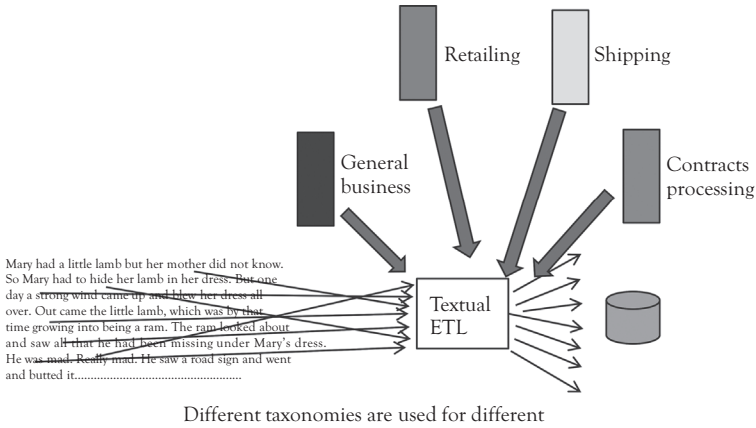 Retailing
Shipping
General
business
Contracts
processing
Mary had a little lamb but her mother did not know.
So Mary had to hide her lamb in her dress. But one
day a strong wind came up and blew her dress all
over. Out came the little lamb, which was by that
time growing into being a ram. The ram looked about
and saw all that he had been missing under Mary's dress.
He was mad. Really mad. He saw a road sign and went
and butted it...................................................
Textual
ETL
Different taxonomies are used for different